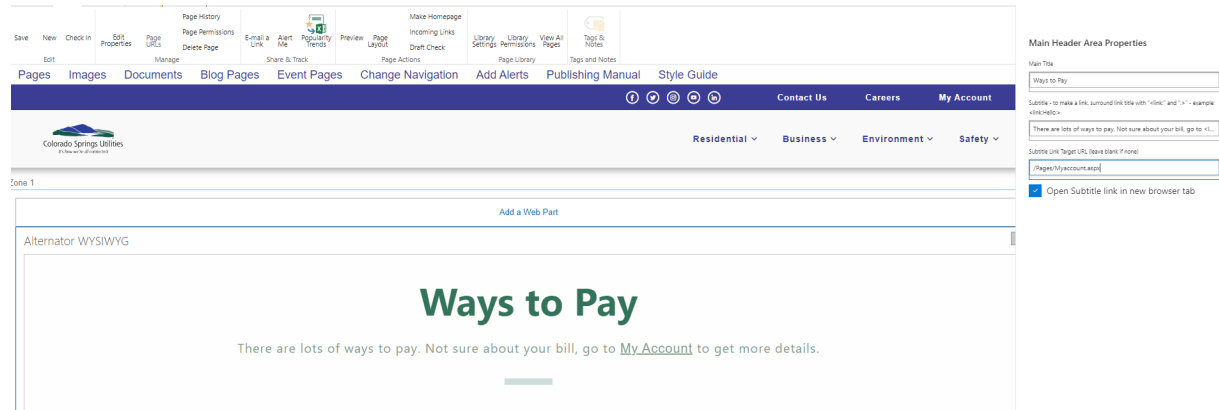 Page History
Make Homepage
Save New Check In Edit Properties Page URLs Page Permissions E-mail a Link Alert Me Popularity Trends Preview Page Layout Incoming Links Library Settings Library Permissions View All Pages Tags & Notes
Delete Page
Draft Check
Edit Manage Share & Track Page Actions Page Library Tags and Notes
Pages Images Documents Blog Pages Event Pages Change Navigation Add Alerts Publishing Manual Style Guide
Contact Us Careers My Account
Colorado Springs Utilities
It's how we're all connected
Residential Business Environment Safety
Zone 1
Add a Web Part
Alternator WYSIWYG
Ways to Pay
There are lots of ways to pay. Not sure about your bill, go to My Account to get more details.
Main Header Area Properties
Main Title
Ways to Pay
Subtitle - to make a link, surround link title with "<link:" and ":>" - example:
<link:Hello:>
There are lots of ways to pay. Not sure about your bill, go to <l...
Subtitle Link Target URL (leave blank if none)
/Pages/Myaccount.aspx
Open Subtitle link in new browser tab